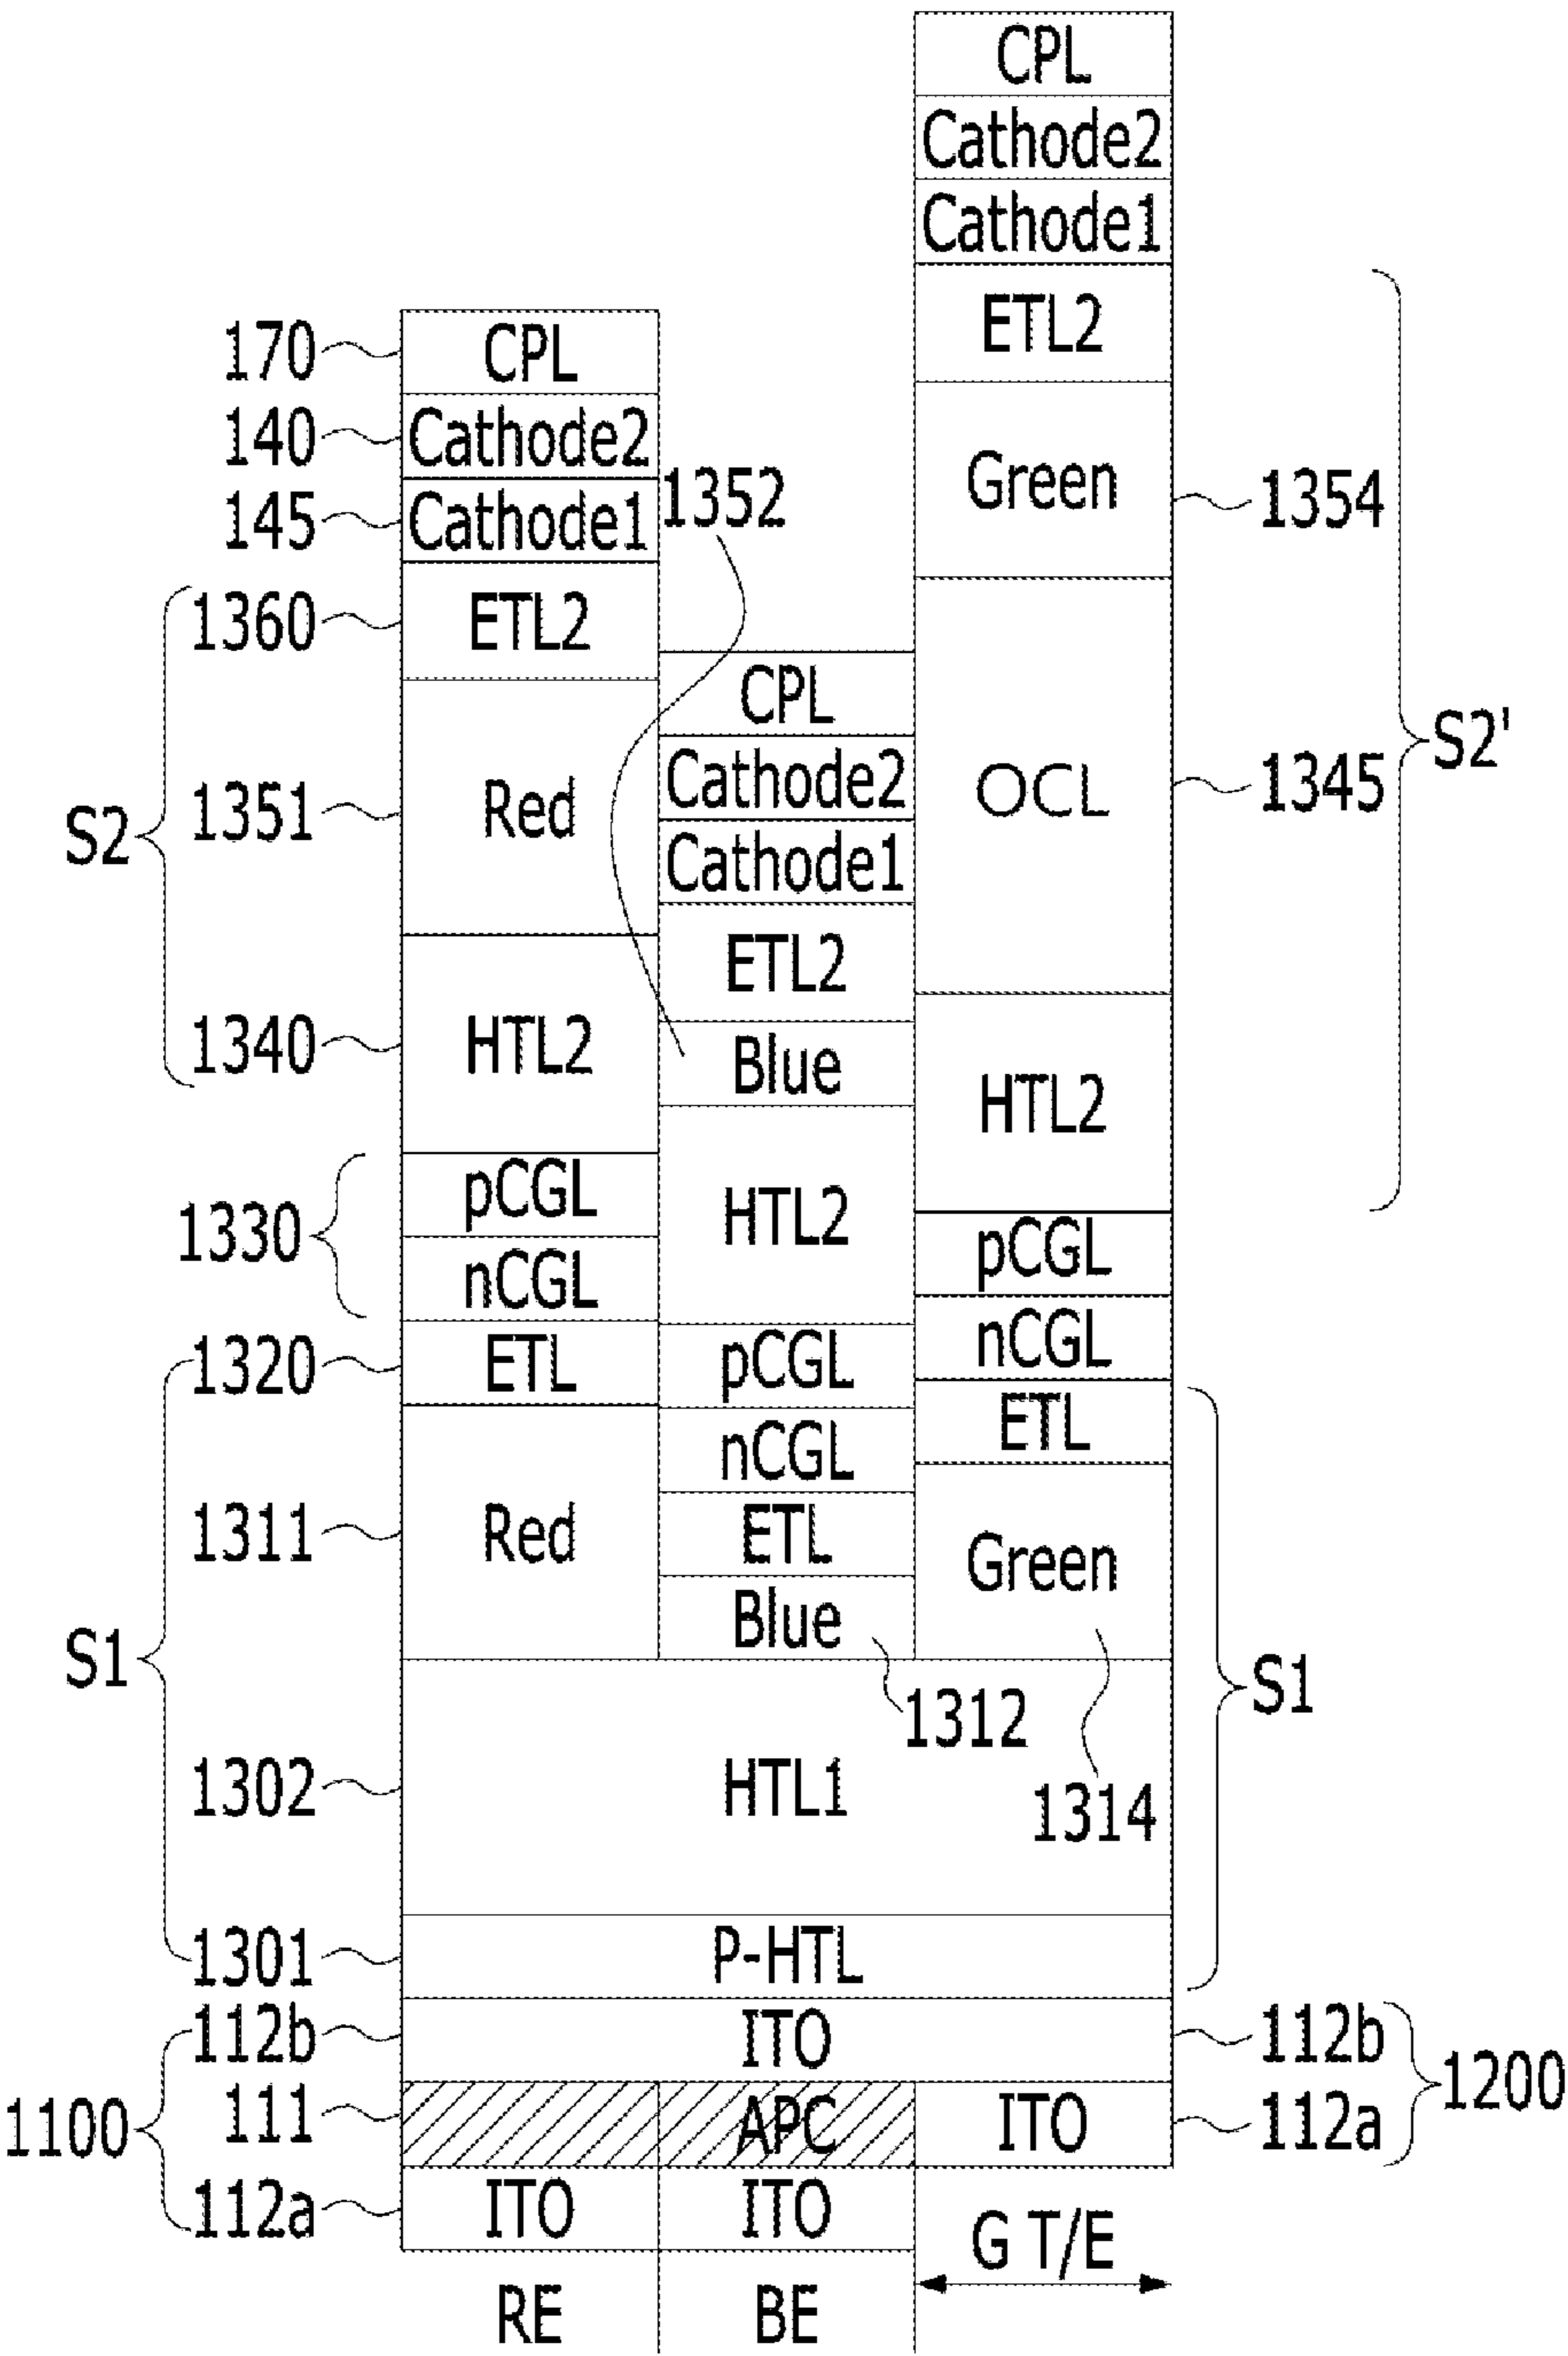 CPL
Cathode2
Cathode1
ETL2
170 CPL
140 Cathode2
1352
Green 1354
145 Cathode1
1360 ETL2
CPL
S2'
Cathode2 OCL 1345
1351 Red
S2
Cathode1
ETL2
1340 HTL2
Blue
HTL2
pCGL
1330
HTL2
pCGL
nCGL
nCGL
1320 ETL
pCGL
ETL
nCGL
1311 Red
ETL
Green
Blue
S1
S1
1312
1302 HTL1
1314
1301 P-HTL
112b ITO 112b
1200
111 APC ITO 112a
1100
112a ITO ITO
G T/E
RE BE